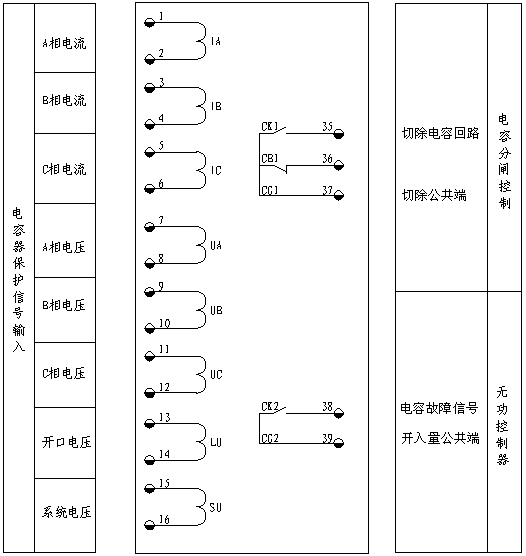 电容器保护信号输入
A相电流
B相电流
C相电流
A相电压
B相电压
C相电压
开口电压
系统电压
1
2
IA
3
4
IB
5
6
IC
7
8
UA
9
10
UB
11
12
UC
13
14
LU
15
16
SU
CK1 35
CB1 36
CG1 37
CK2 38
CG2 39
切除电容回路
切除公共端
电容分闸控制
电容故障信号
开入量公共端
无功控制器